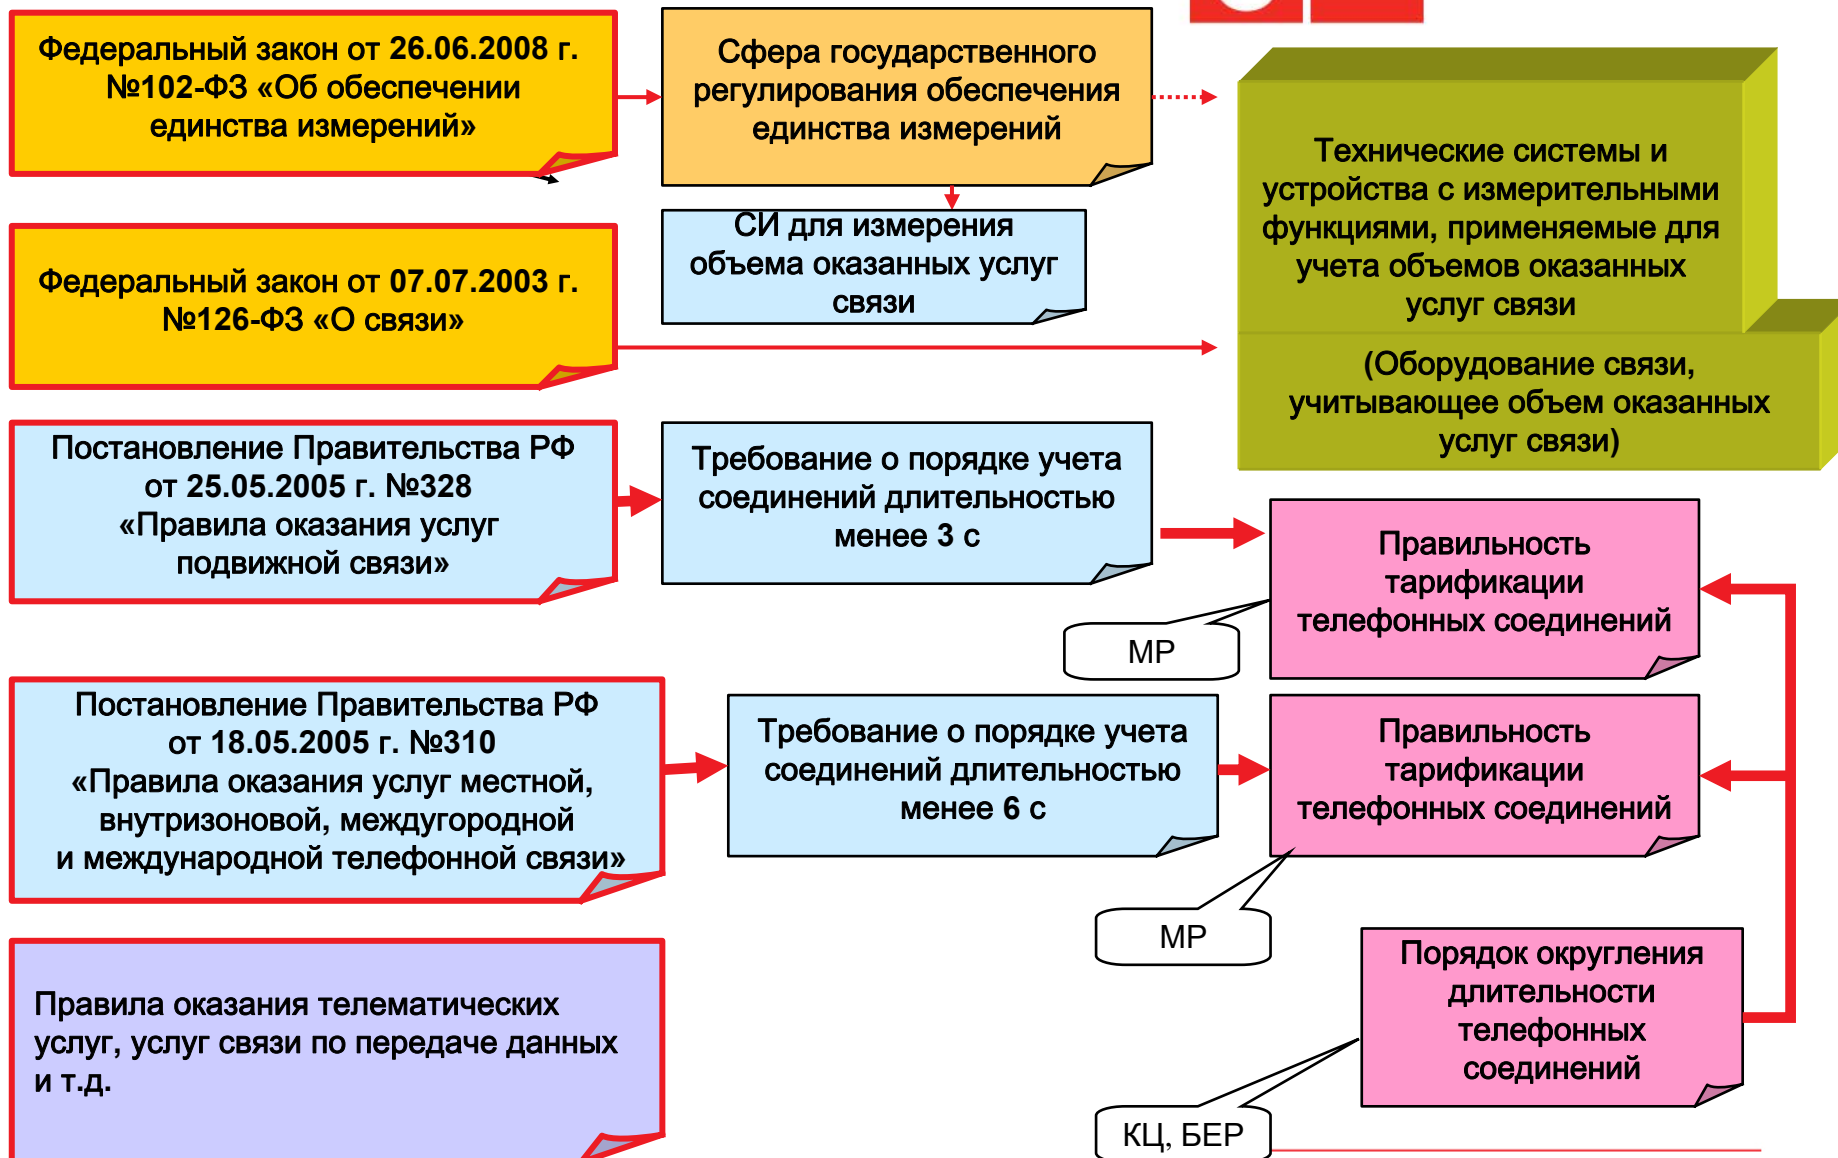 Федеральный закон от 26.06.2008 г.
№102-ФЗ «Об обеспечении
единства измерений»
Сфера государственного
регулирования обеспечения
единства измерений
Технические системы и
устройства с измерительными
функциями, применяемые для
учета объемов оказанных
услуг связи
СИ для измерения
объема оказанных услуг
связи
Федеральный закон от 07.07.2003 г.
№126-ФЗ «О связи»
(Оборудование связи,
учитывающее объем оказанных
услуг связи)
Постановление Правительства РФ
от 25.05.2005 г. №328
«Правила оказания услуг
подвижной связи»
Требование о порядке учета
соединений длительностью
менее 3 с
Правильность
тарификации
телефонных соединений
МР
Постановление Правительства РФ
от 18.05.2005 г. №310
«Правила оказания услуг местной,
внутризоновой, междугородной
и международной телефонной связи»
Требование о порядке учета
соединений длительностью
менее 6 с
Правильность
тарификации
телефонных соединений
МР
Порядок округления
длительности
телефонных
соединений
Правила оказания телематических
услуг, услуг связи по передаче данных
и т.д.
КЦ, БЕР